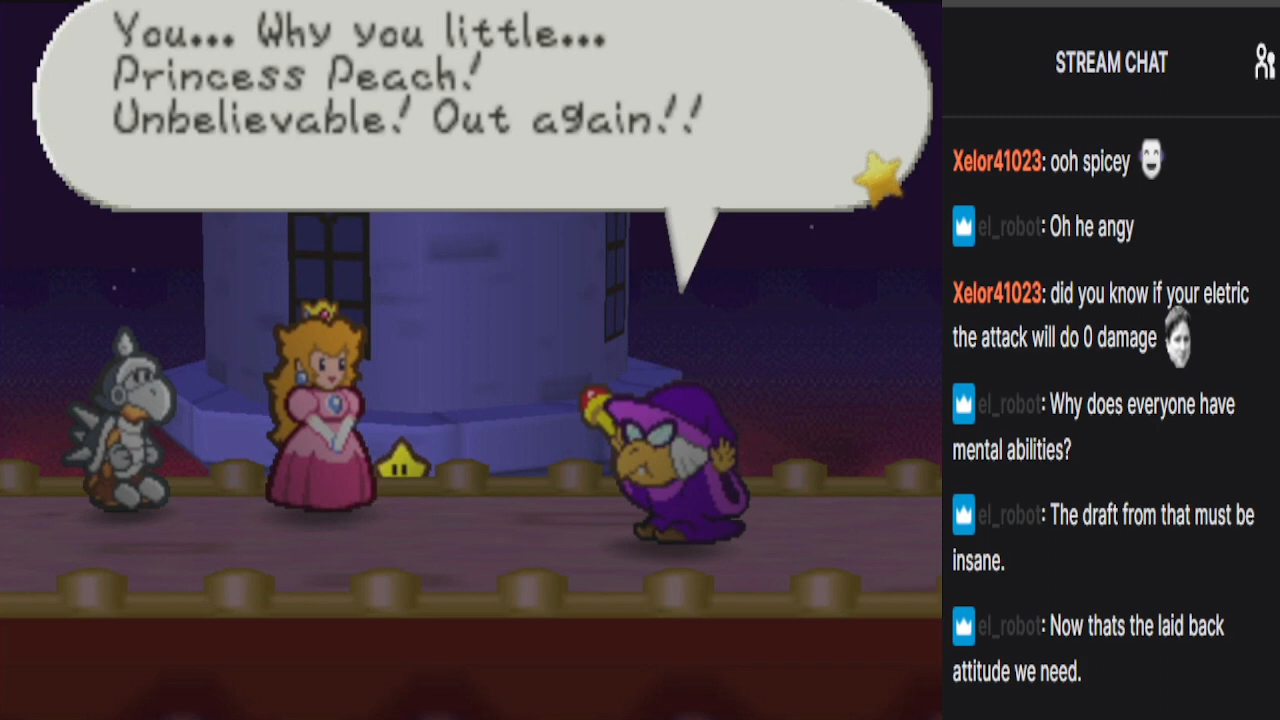 You... Why you little...
Princess Peach!
Unbelievable! Out again!!
STREAM CHAT
Xelor41023: ooh spicey
el_robot: Oh he angy
Xelor41023: did you know if your eletric
the attack will do 0 damage
el_robot: Why does everyone have
mental abilities?
el_robot: The draft from that must be
insane.
el_robot: Now thats the laid back
attitude we need.